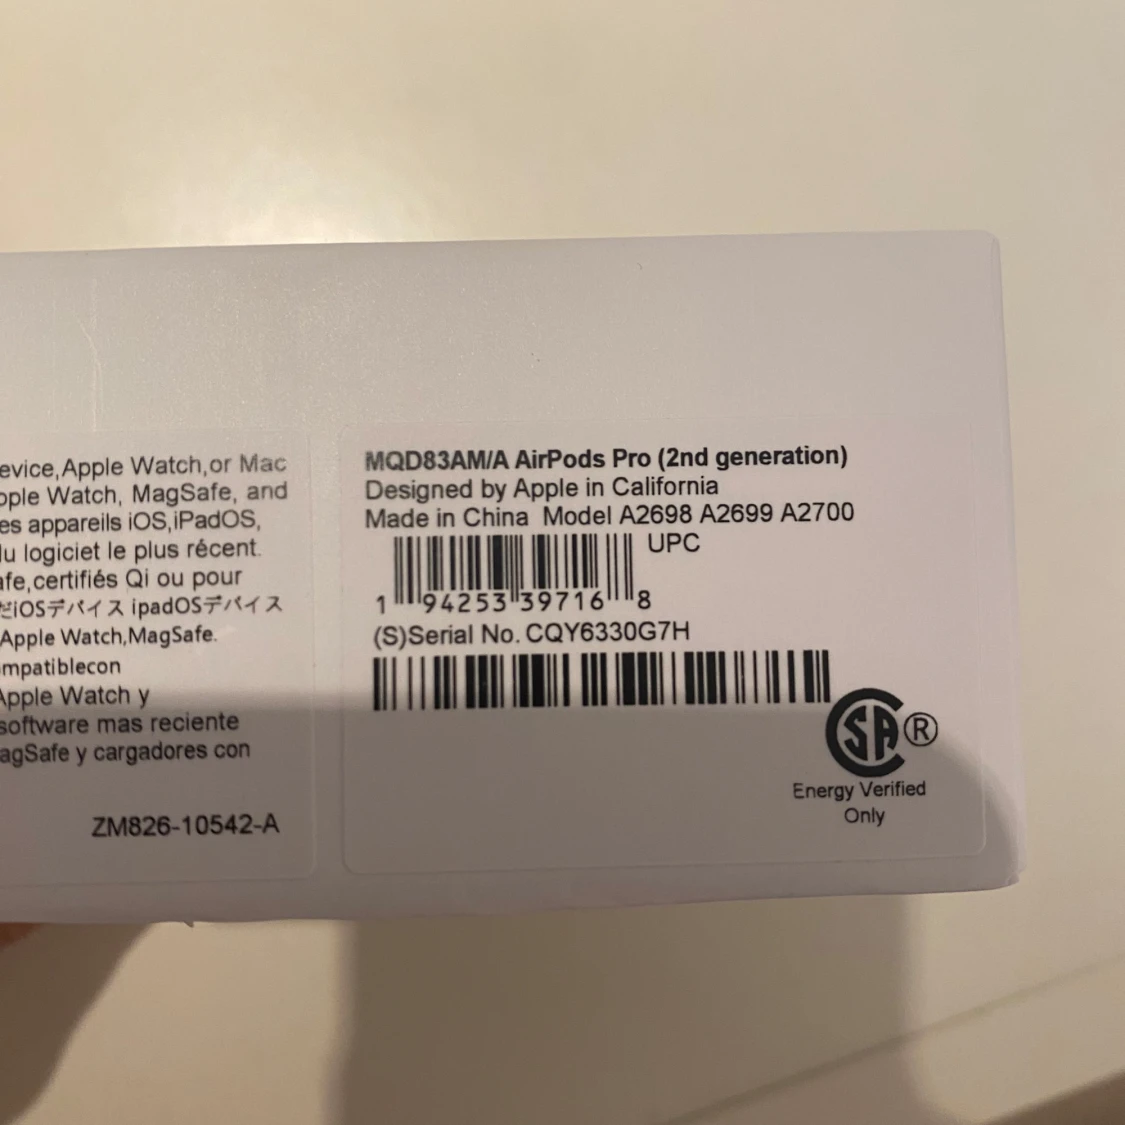 evice,Apple Watch,or Mac
pple Watch, MagSafe, and
es appareils iOS,iPadOS,
du logiciet le plus récent.
afe,certifiés Qi ou pour
だiOSデバイス ipadOSデバイス
Apple Watch,MagSafe.
mpatiblecon
Apple Watch y
software mas reciente
agSafe y cargadores con
ZM826-10542-A
MQD83AM/A AirPods Pro (2nd generation)
Designed by Apple in California
Made in China Model A2698 A2699 A2700
UPC
1 94253 39716 8
(S)Serial No. CQY6330G7H
SA ®
Energy Verified
Only